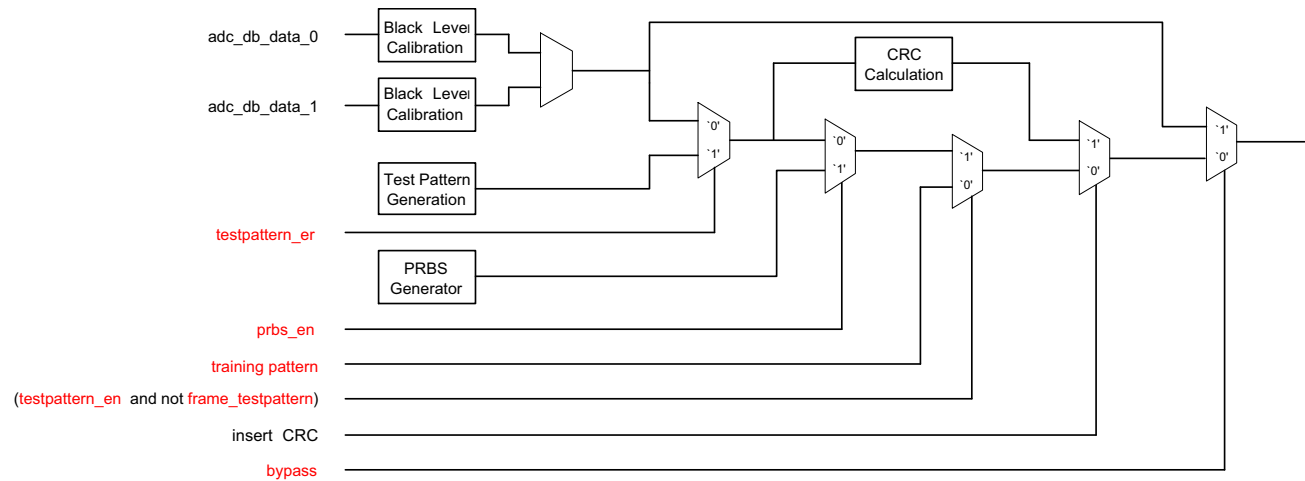 adc_db_data_0
Black Level
Calibration
adc_db_data_1
Black Level
Calibration
CRC
Calculation
`0'
`1'
`0'
`1'
`1'
`0'
`1'
`0'
`1'
`0'
Test Pattern
Generation
testpattern_er
PRBS
Generator
prbs_en
training pattern
(testpattern_en and not frame_testpattern)
insert CRC
bypass